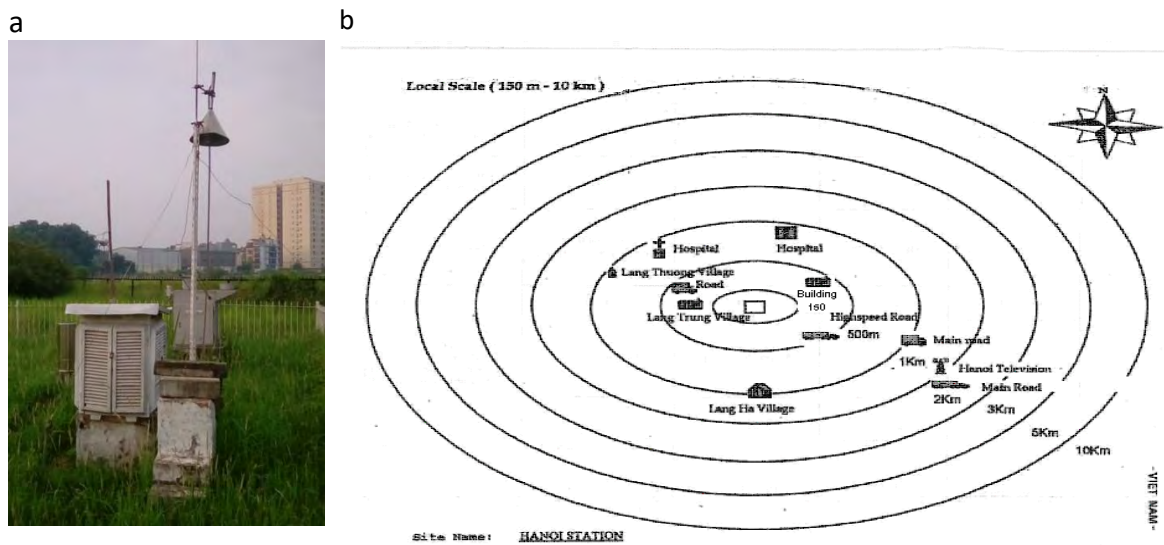 a
b
Local Scale ( 150 m - 10 km )
N
Hospital
Hospital
Lang Thuong Village
Road
Building
150
Lang Trung Village
Highspeed Road
500m
Main road
1Km
Hanoi Television
Main Road
2Km
Lang Ha Village
3Km
5Km
10Km
-VIET NAM-
Site Name: HANOI STATION